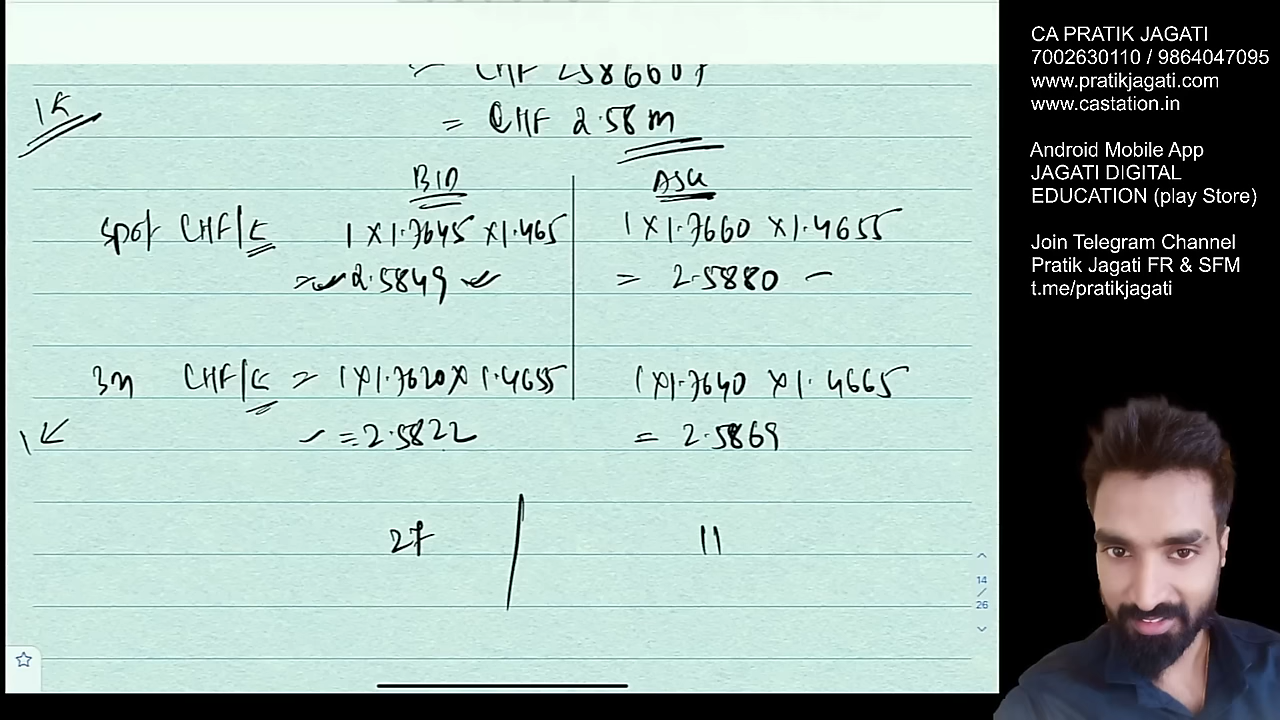 = CHF 2586607
1 £
= CHF 2.58 m
BID ASK
spot CHF/£ 1 X 1.7645 X 1.465 1 X 1.7660 X 1.4655
= 2.5849 = 2.5880
3m CHF/£ = 1 X 1.7620 X 1.4655 1 X 1.7640 X 1.4665
1 £ = 2.5822 = 2.5869
27 11
14
/
26
CA PRATIK JAGATI
7002630110 / 9864047095
www.pratikjagati.com
www.castation.in
Android Mobile App
JAGATI DIGITAL
EDUCATION (play Store)
Join Telegram Channel
Pratik Jagati FR & SFM
t.me/pratikjagati